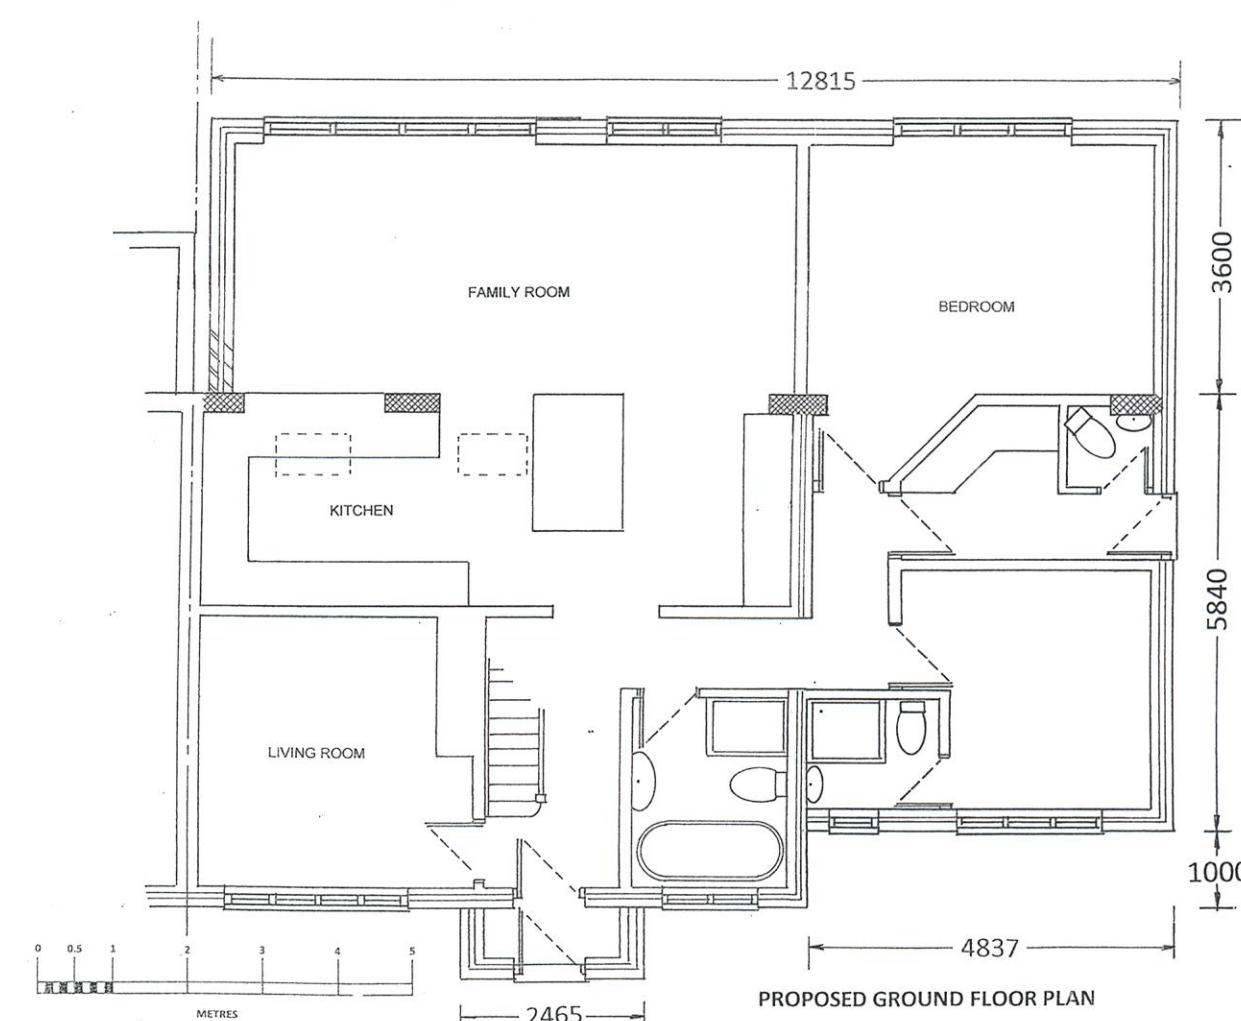 12815
3600
FAMILY ROOM
BEDROOM
KITCHEN
5840
LIVING ROOM
1000
4837
0 0.5 1 2 3 4 5
METRES
2465
PROPOSED GROUND FLOOR PLAN